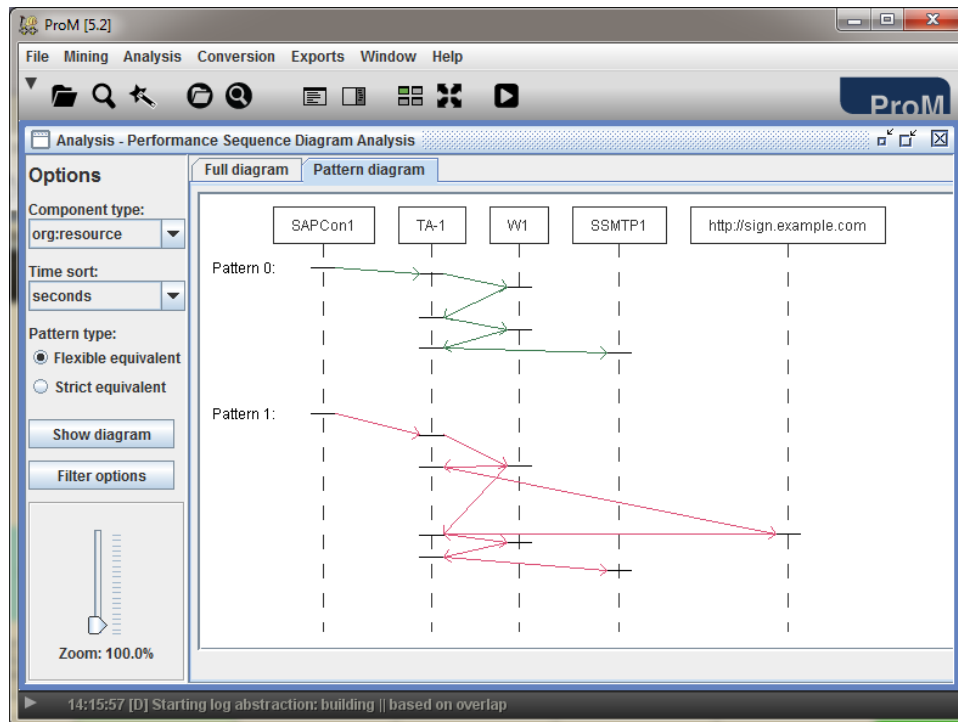 ProM [5.2]
File Mining Analysis Conversion Exports Window Help
ProM
Analysis - Performance Sequence Diagram Analysis
Options
Component type:
org:resource
Time sort:
seconds
Pattern type:
Flexible equivalent
Strict equivalent
Show diagram
Filter options
Zoom: 100.0%
Full diagram Pattern diagram
SAPCon1 TA-1 W1 SSMTP1 http://sign.example.com
Pattern 0:
Pattern 1:
14:15:57 [D] Starting log abstraction: building || based on overlap